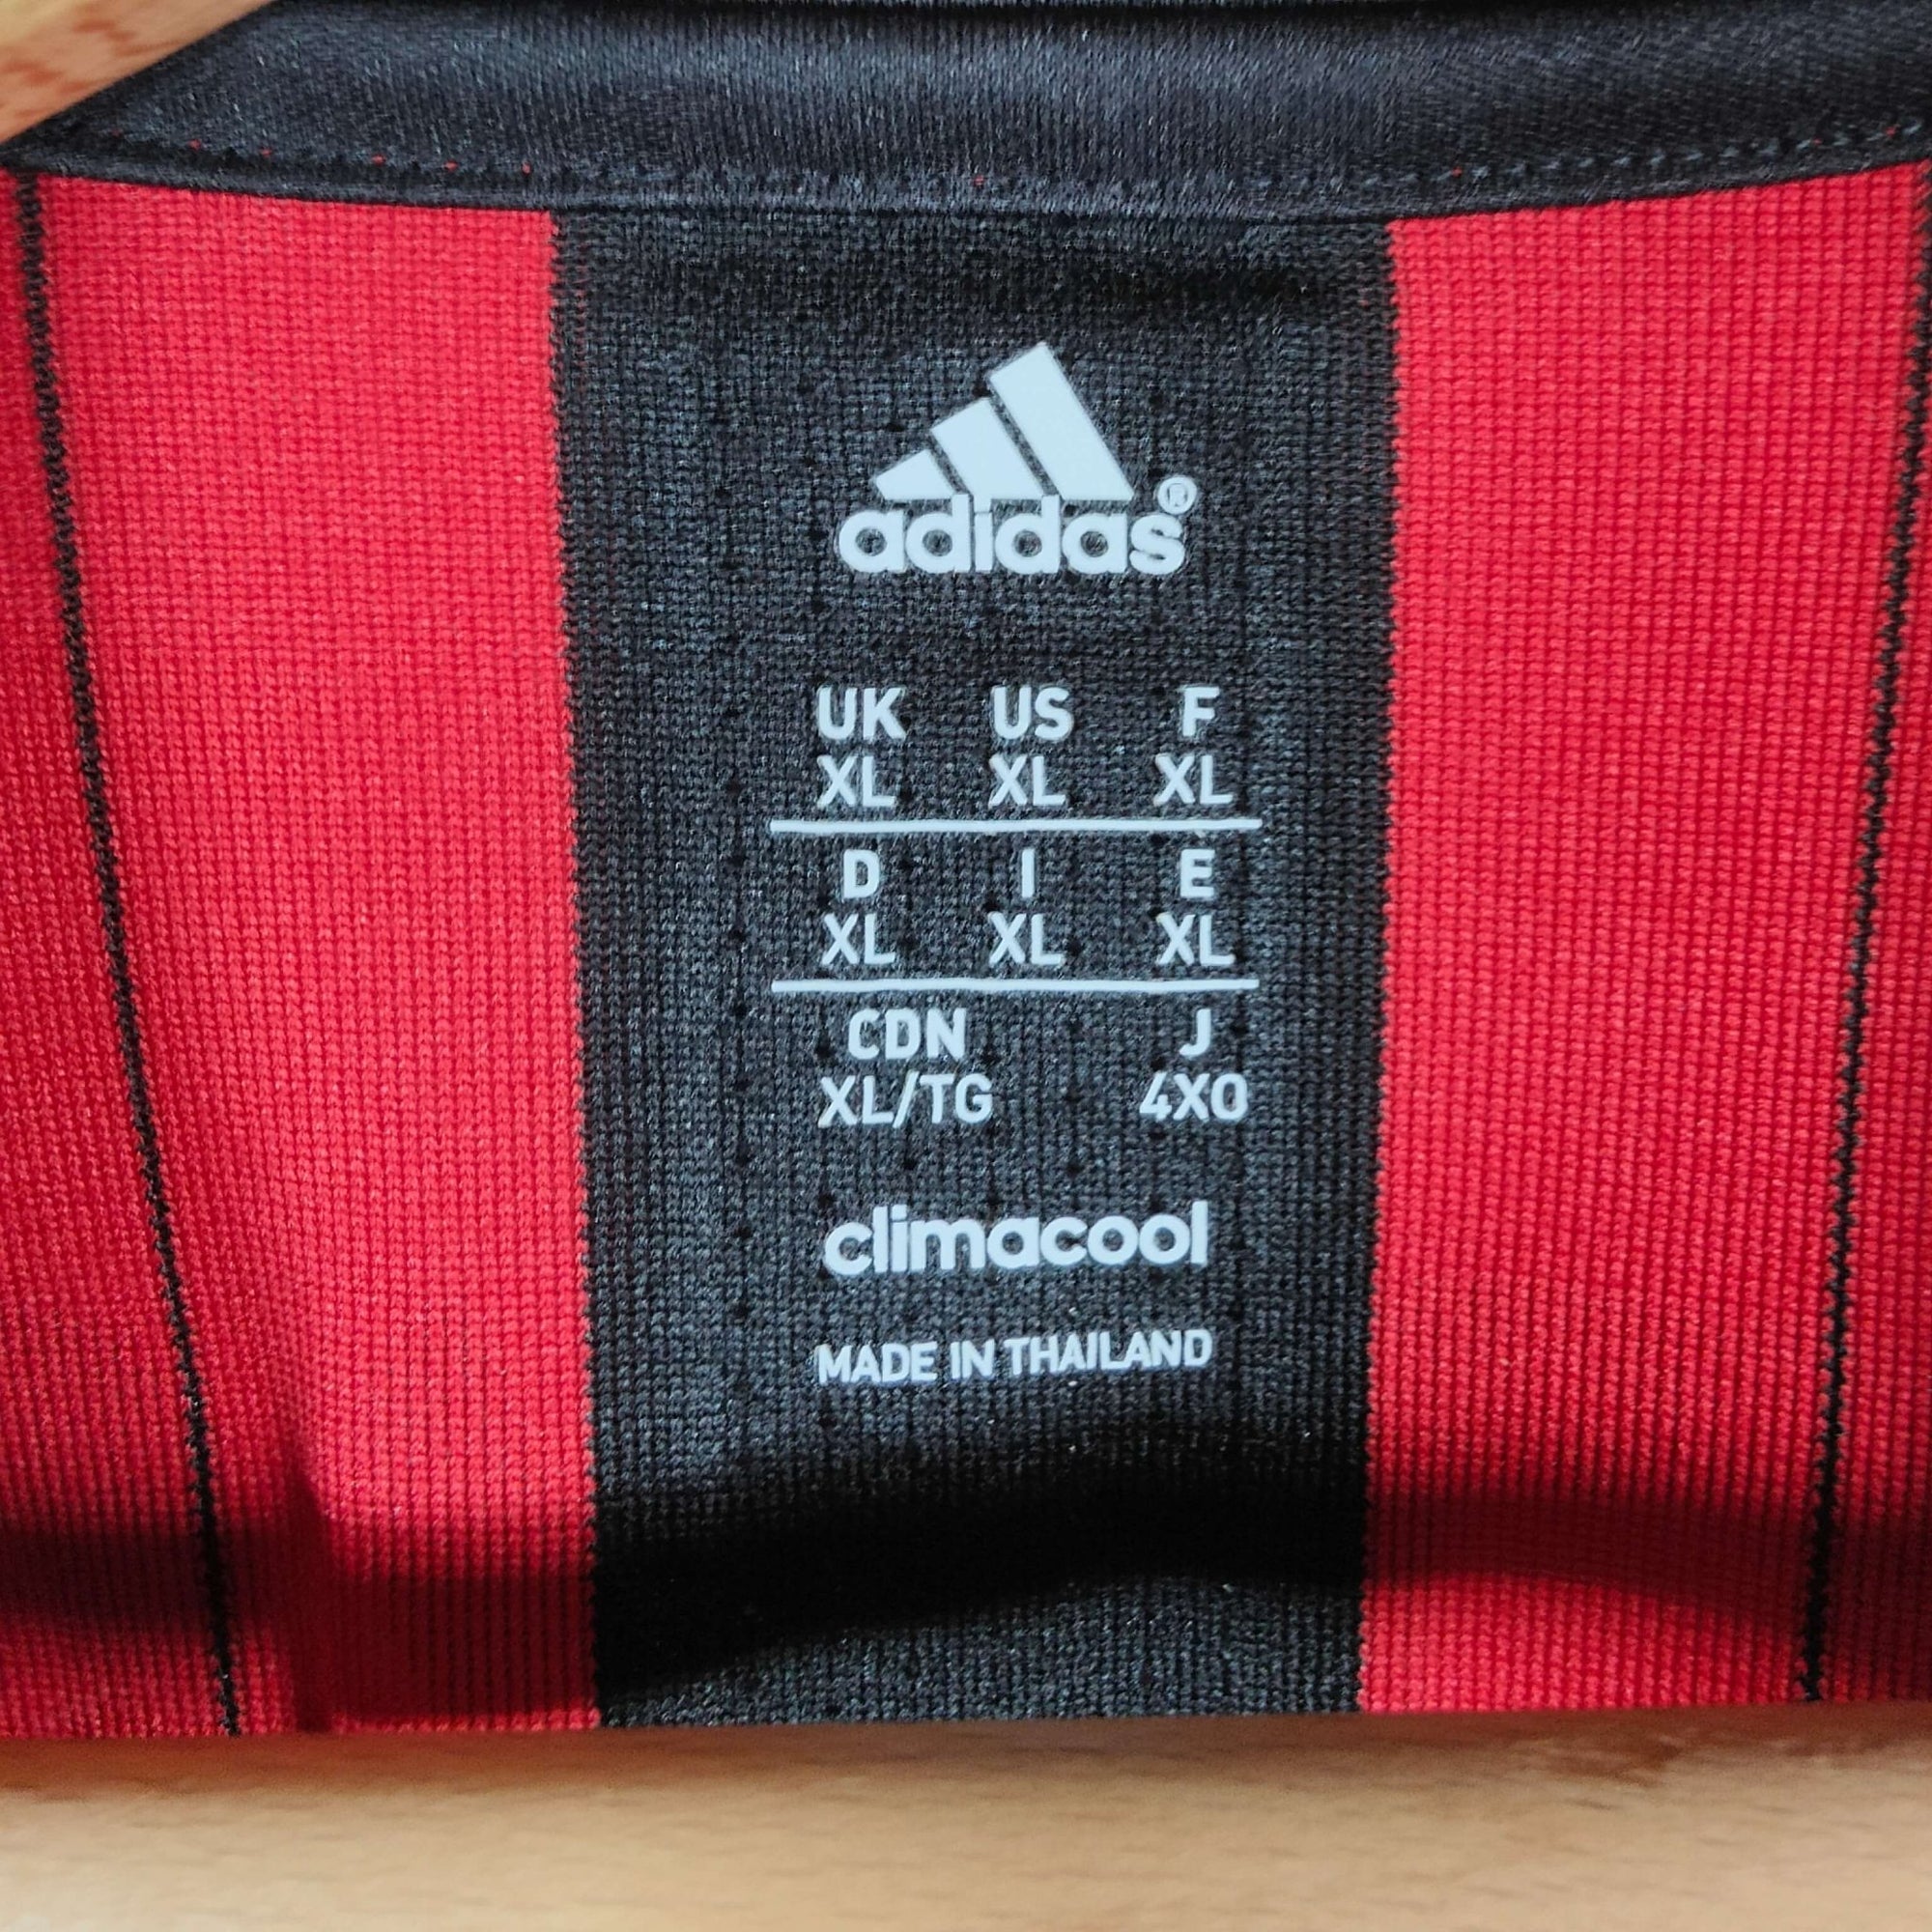 adidas®
UK US F
XL XL XL
D I E
XL XL XL
CDN J
XL/TG 4XO
climacool
MADE IN THAILAND